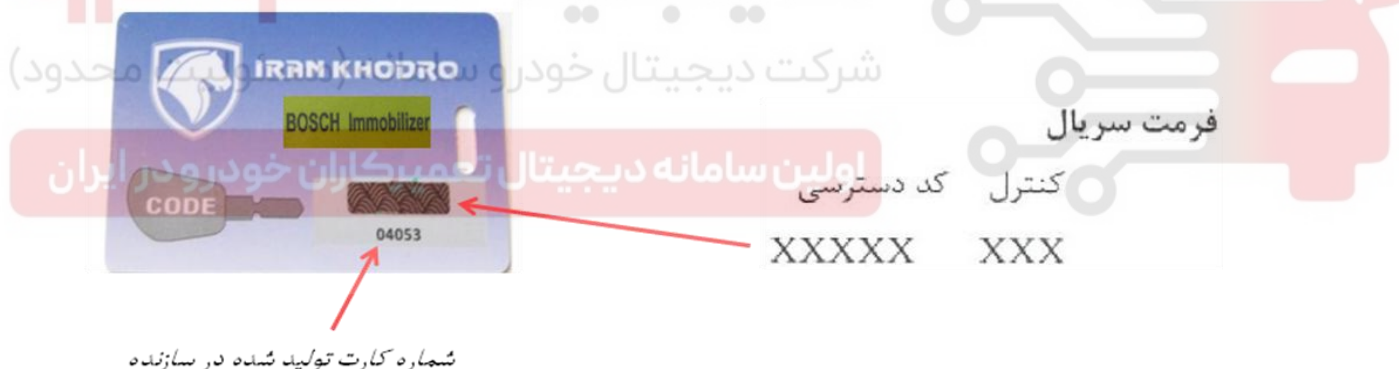 شرکت دیجیتال خودرو سامانه (مسئولیت محدود)
اولین سامانه دیجیتال تعمیرکاران خودرو در ایران
IRAN KHODRO
BOSCH Immobilizer
CODE
04053
فرمت سریال
کنترل کد دسترسی
XXXXX XXX
شماره کارت تولید شده در سازنده